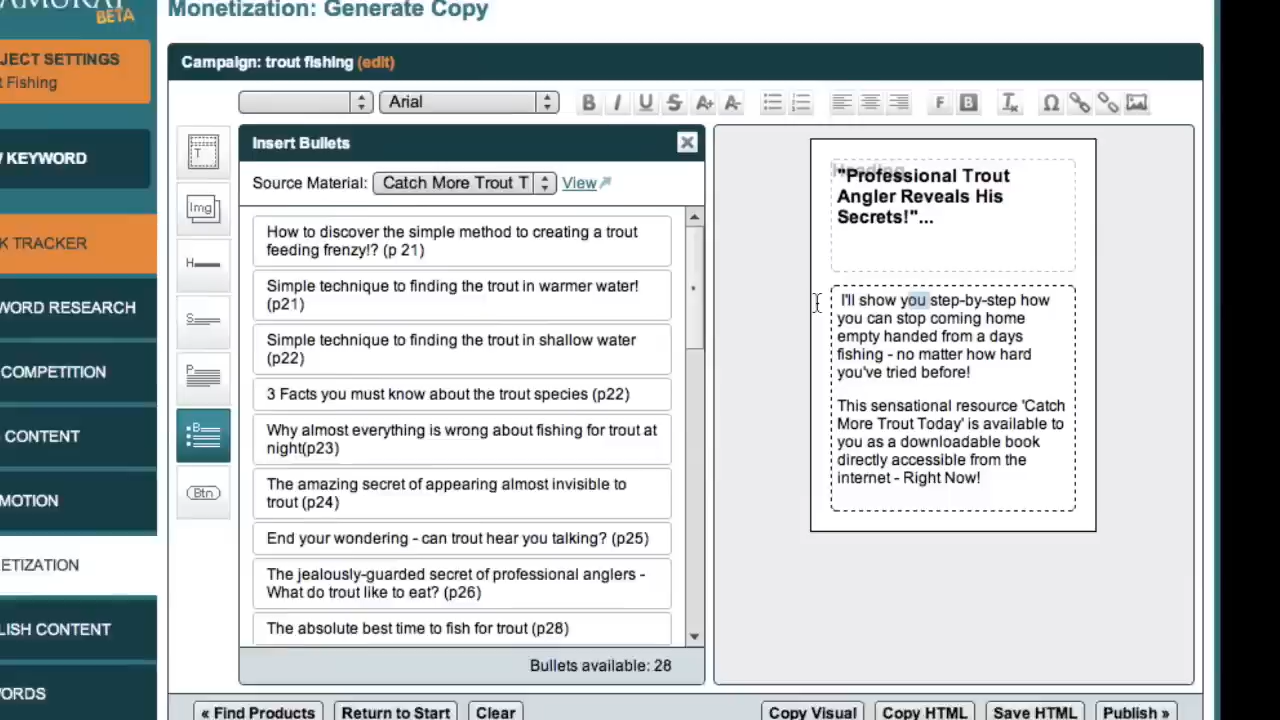 BETA
Monetization: Generate Copy
JECT SETTINGS
t Fishing
KEYWORD
K TRACKER
WORD RESEARCH
COMPETITION
CONTENT
MOTION
ETIZATION
LISH CONTENT
ORDS
Campaign: trout fishing (edit)
Arial
B I U S A+ A- F B Tx Ω
T
Img
H
S
P
B
Btn
Insert Bullets
Source Material: Catch More Trout T View
How to discover the simple method to creating a trout
feeding frenzy!? (p 21)
Simple technique to finding the trout in warmer water!
(p21)
Simple technique to finding the trout in shallow water
(p22)
3 Facts you must know about the trout species (p22)
Why almost everything is wrong about fishing for trout at
night(p23)
The amazing secret of appearing almost invisible to
trout (p24)
End your wondering - can trout hear you talking? (p25)
The jealously-guarded secret of professional anglers -
What do trout like to eat? (p26)
The absolute best time to fish for trout (p28)
Bullets available: 28
Heading
"Professional Trout
Angler Reveals His
Secrets!"...
I'll show you step-by-step how
you can stop coming home
empty handed from a days
fishing - no matter how hard
you've tried before!
This sensational resource 'Catch
More Trout Today' is available to
you as a downloadable book
directly accessible from the
internet - Right Now!
« Find Products Return to Start Clear Copy Visual Copy HTML Save HTML Publish »